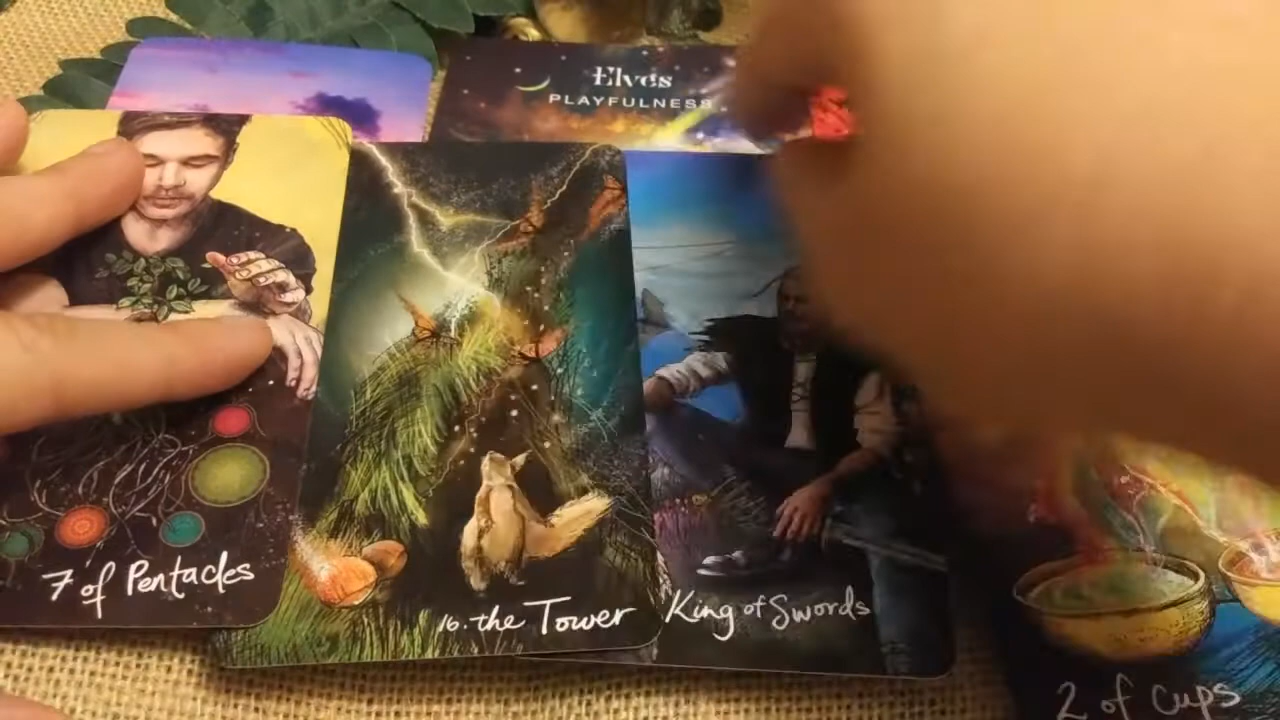 Elves
PLAYFULNESS
7 of Pentacles
16. the Tower
King of Swords
2 of cups